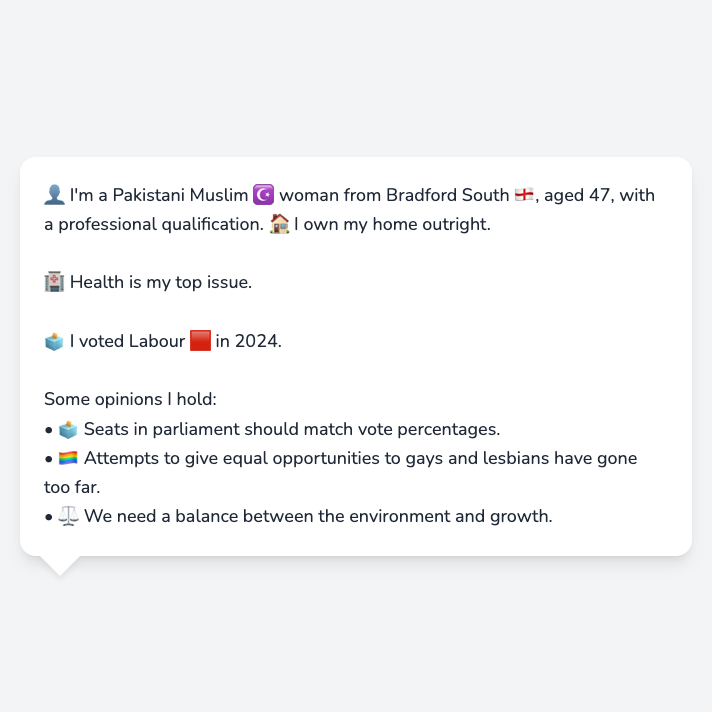 👤 I'm a Pakistani Muslim ☪️ woman from Bradford South 🏴󠁧󠁢󠁥󠁮󠁧󠁿, aged 47, with
a professional qualification. 🏠 I own my home outright.
🏥 Health is my top issue.
🗳️ I voted Labour 🟥 in 2024.
Some opinions I hold:
• 🗳️ Seats in parliament should match vote percentages.
• 🏳️‍🌈 Attempts to give equal opportunities to gays and lesbians have gone
too far.
• ⚖️ We need a balance between the environment and growth.